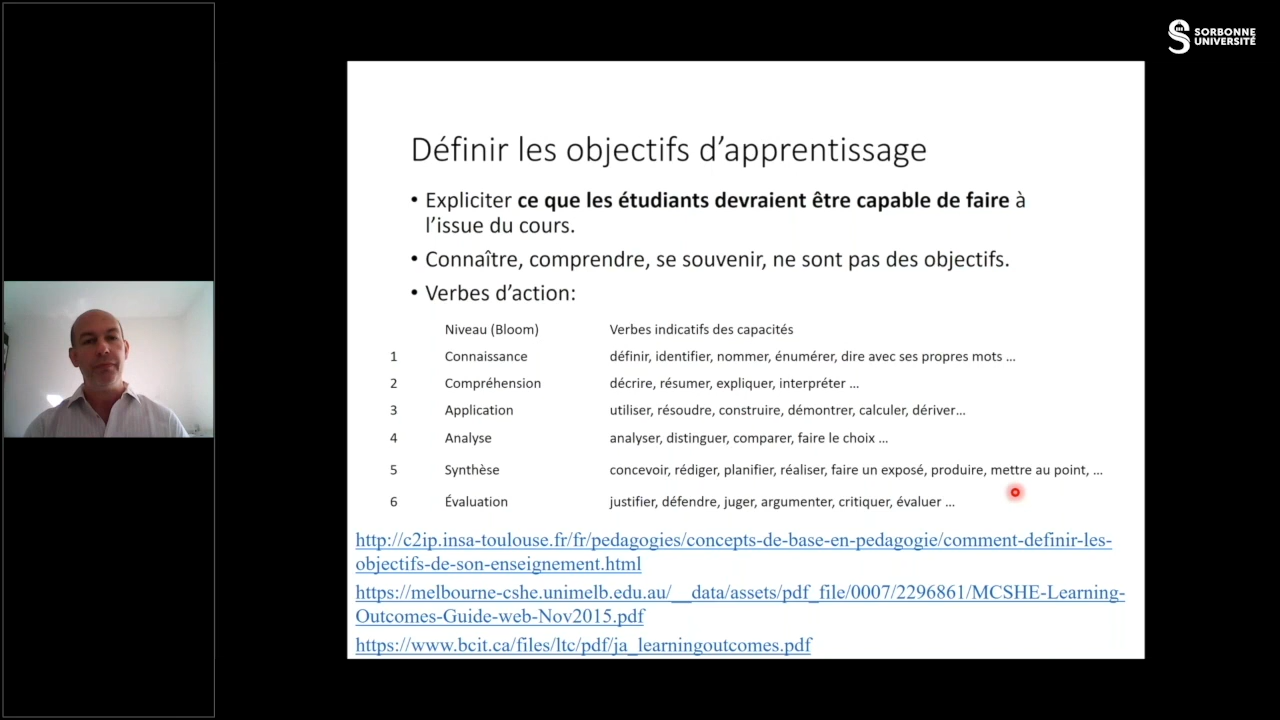 SORBONNE
UNIVERSITÉ
Définir les objectifs d’apprentissage
• Expliciter ce que les étudiants devraient être capable de faire à
l’issue du cours.
• Connaître, comprendre, se souvenir, ne sont pas des objectifs.
• Verbes d’action:
Niveau (Bloom) Verbes indicatifs des capacités
1 Connaissance définir, identifier, nommer, énumérer, dire avec ses propres mots …
2 Compréhension décrire, résumer, expliquer, interpréter …
3 Application utiliser, résoudre, construire, démontrer, calculer, dériver…
4 Analyse analyser, distinguer, comparer, faire le choix …
5 Synthèse concevoir, rédiger, planifier, réaliser, faire un exposé, produire, mettre au point, …
6 Évaluation justifier, défendre, juger, argumenter, critiquer, évaluer …
http://c2ip.insa-toulouse.fr/fr/pedagogies/concepts-de-base-en-pedagogie/comment-definir-les-
objectifs-de-son-enseignement.html
https://melbourne-cshe.unimelb.edu.au/__data/assets/pdf_file/0007/2296861/MCSHE-Learning-
Outcomes-Guide-web-Nov2015.pdf
https://www.bcit.ca/files/ltc/pdf/ja_learningoutcomes.pdf